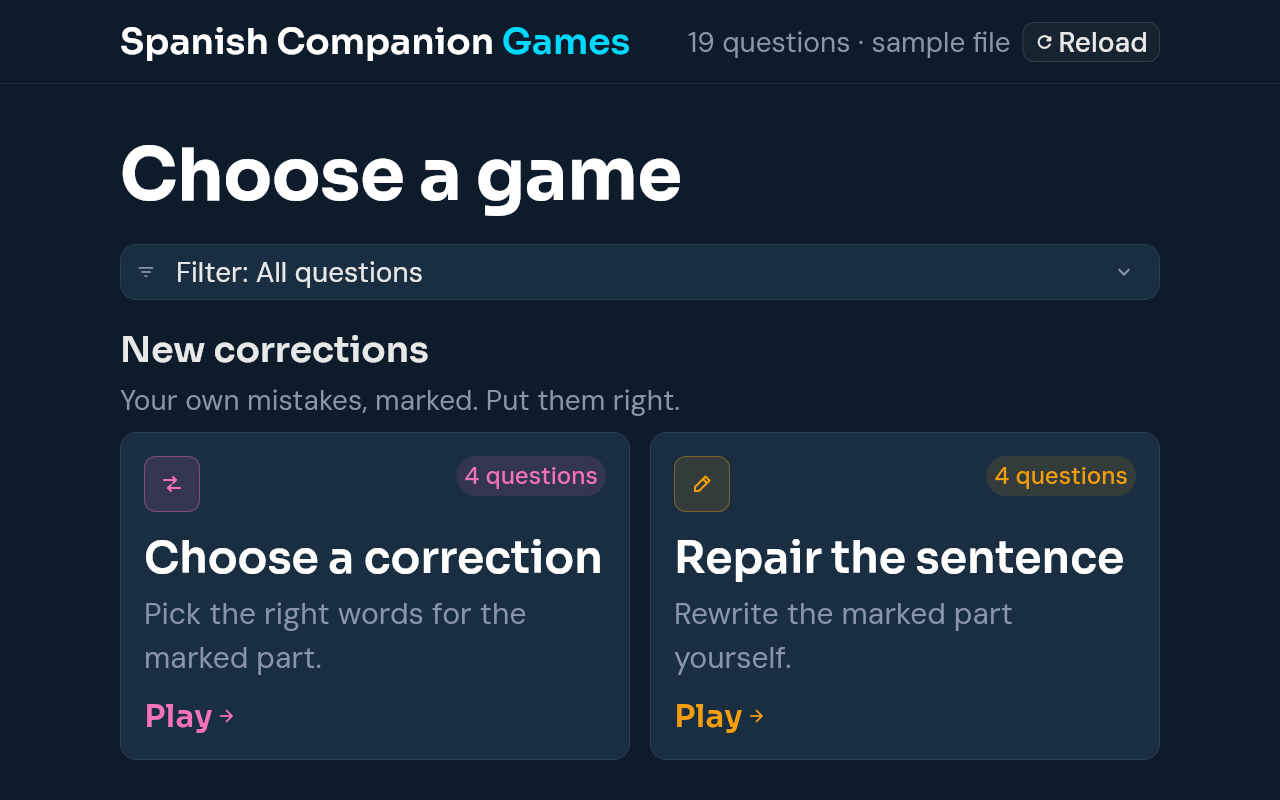 Spanish Companion Games
19 questions · sample file
Reload
Choose a game
Filter: All questions
New corrections
Your own mistakes, marked. Put them right.
4 questions
Choose a correction
Pick the right words for the
marked part.
Play →
4 questions
Repair the sentence
Rewrite the marked part
yourself.
Play →